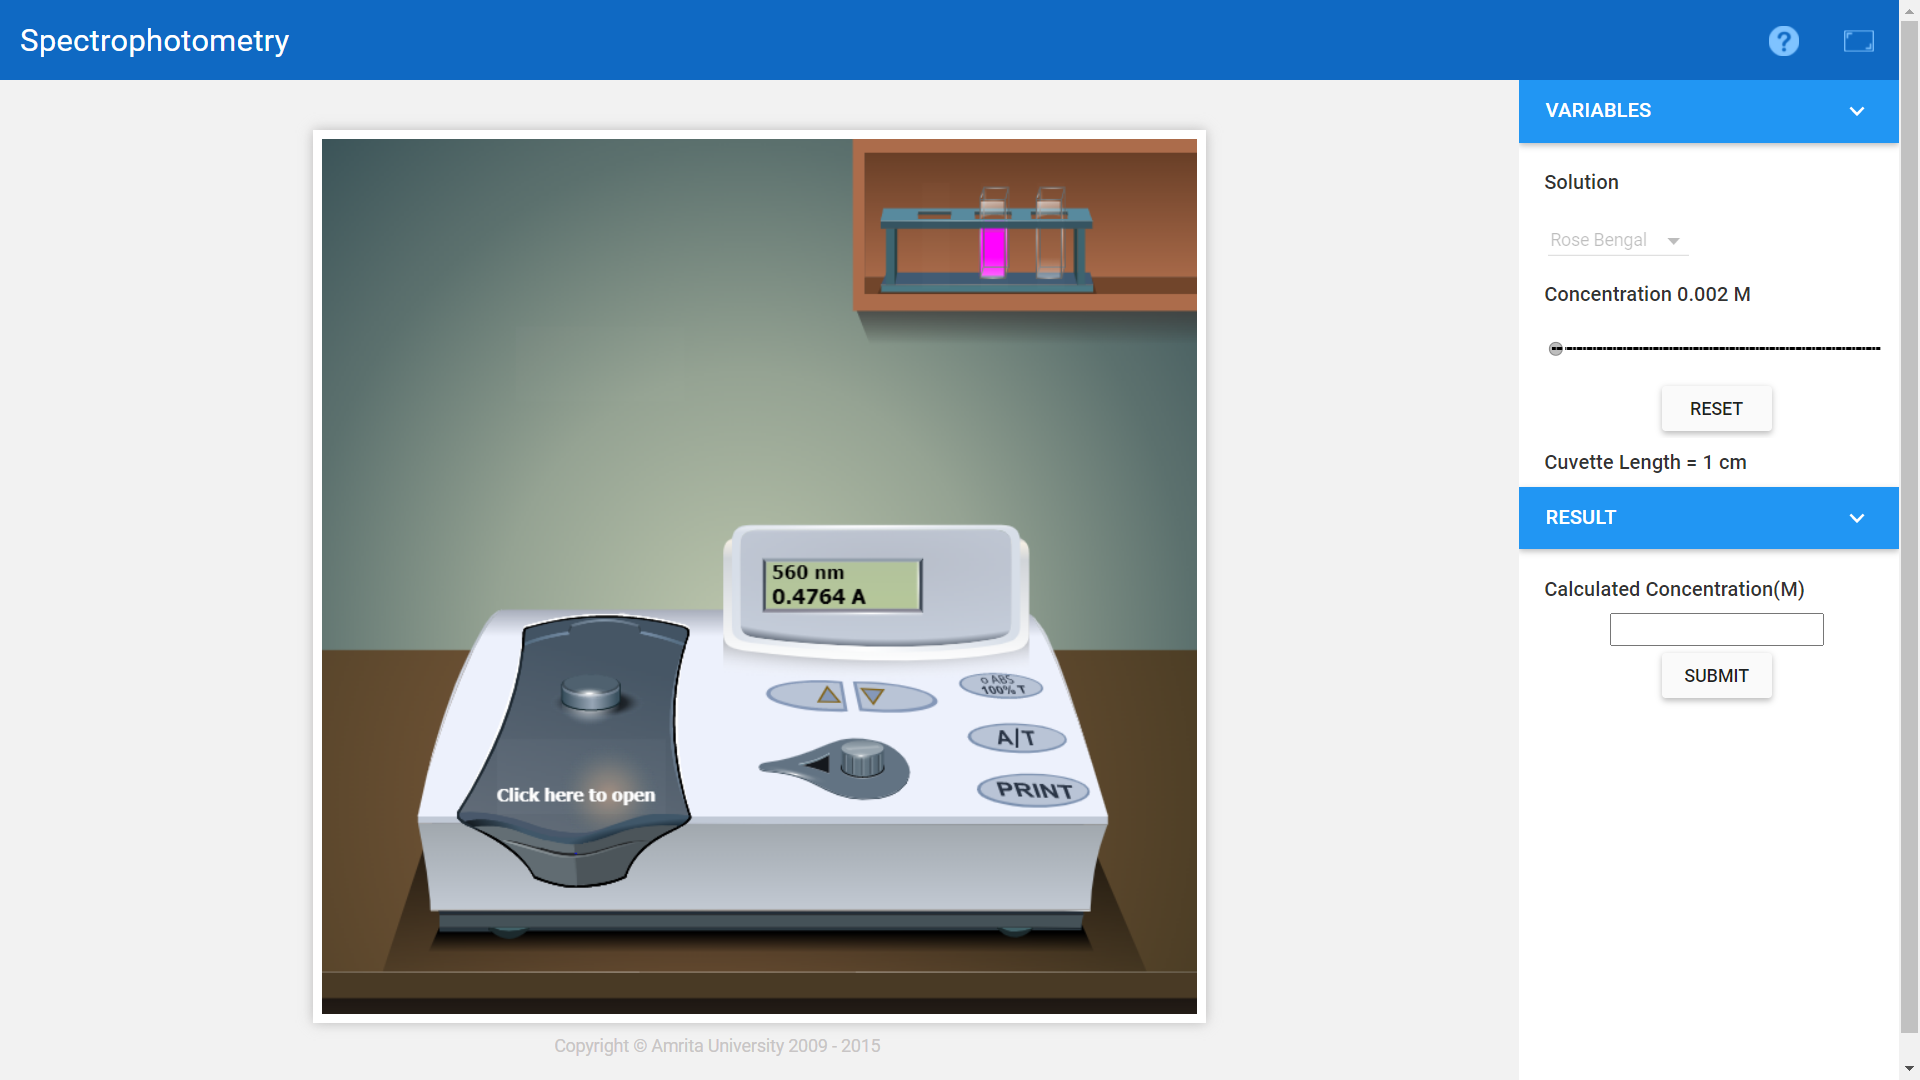 Spectrophotometry
?
VARIABLES
Solution
Rose Bengal
Concentration 0.002 M
RESET
Cuvette Length = 1 cm
RESULT
Calculated Concentration(M)
SUBMIT
560 nm
0.4764 A
o ABS
100% T
A|T
PRINT
Click here to open
Copyright © Amrita University 2009 - 2015